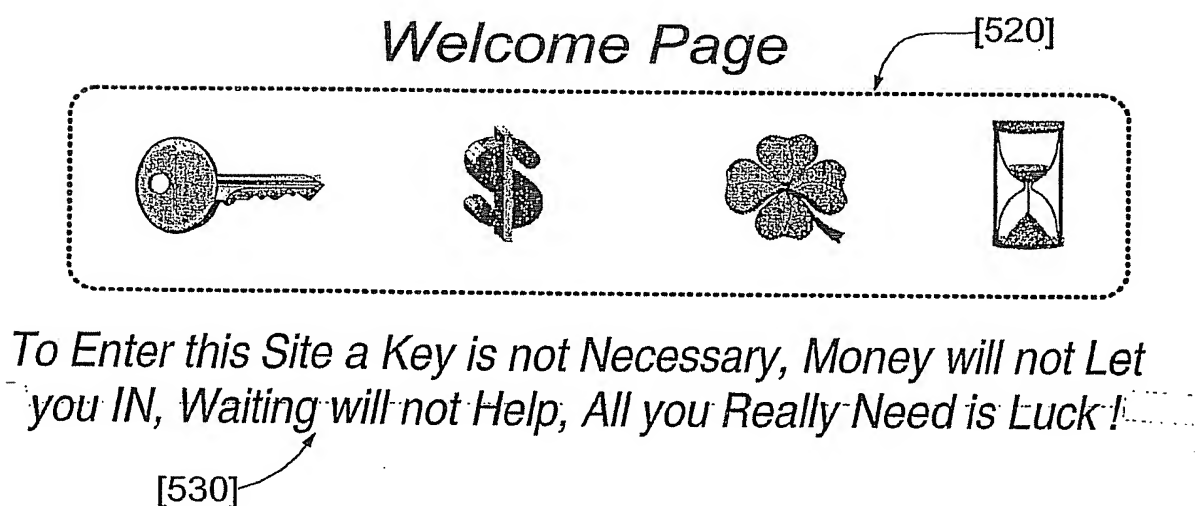 Welcome Page
[520]
To Enter this Site a Key is not Necessary, Money will not Let
you IN, Waiting will not Help, All you Really Need is Luck !
[530]